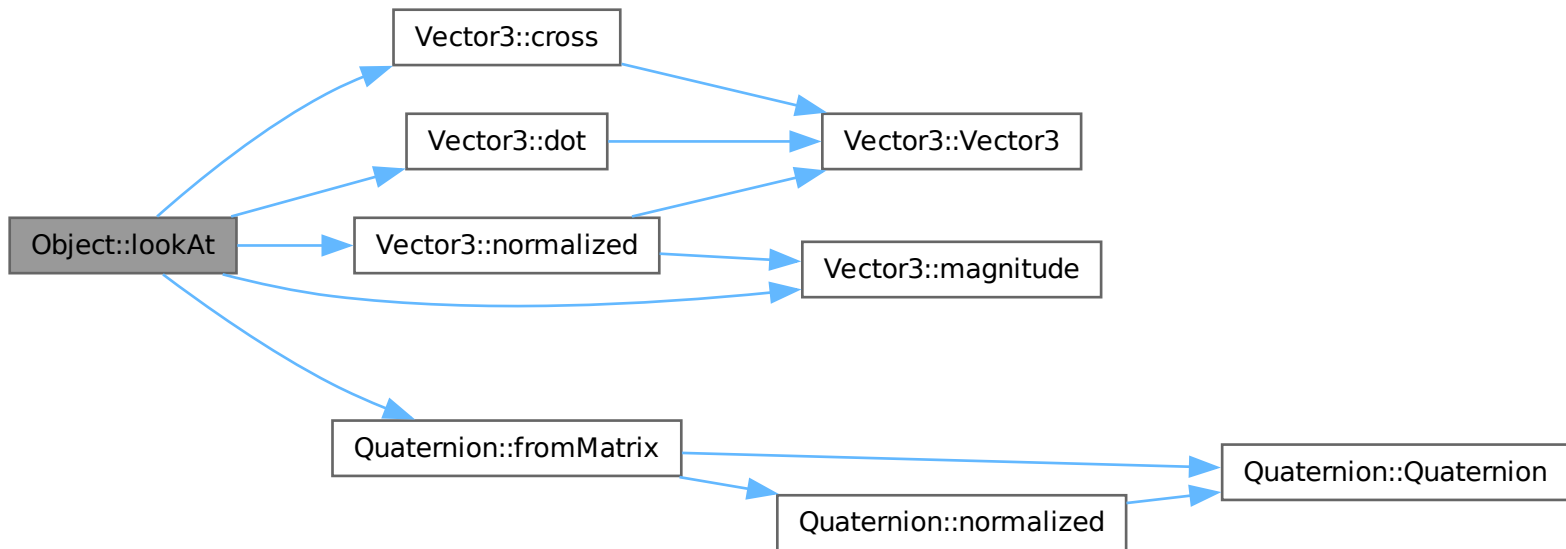 Vector3::cross
Vector3::dot
Vector3::Vector3
Object::lookAt
Vector3::normalized
Vector3::magnitude
Quaternion::fromMatrix
Quaternion::Quaternion
Quaternion::normalized